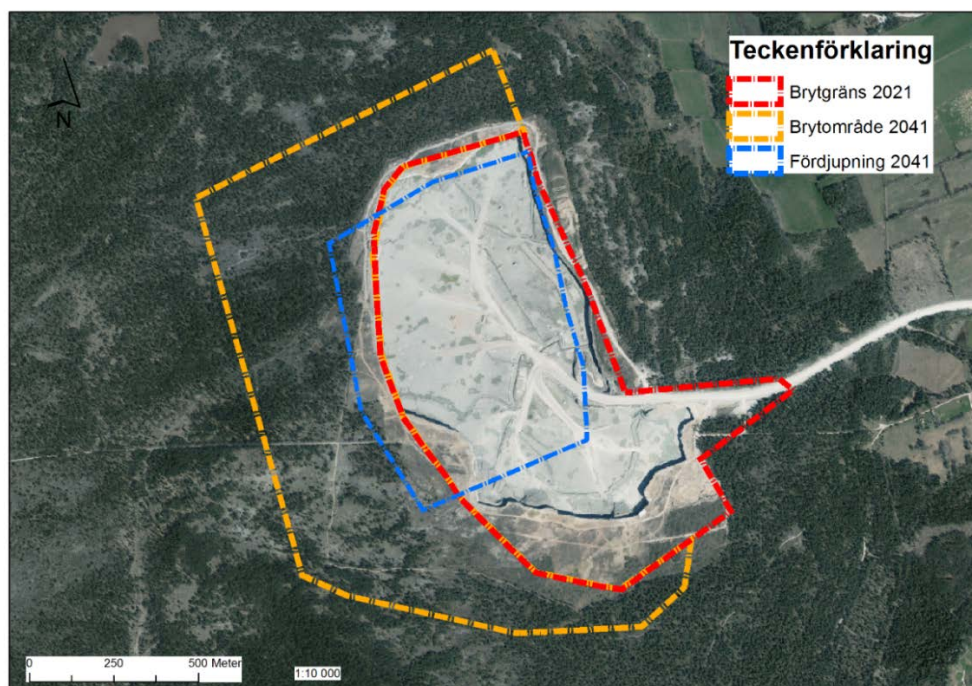 Teckenförklaring
Brytgräns 2021
Brytområde 2041
Fördjupning 2041
N
0 250 500 Meter
1:10 000